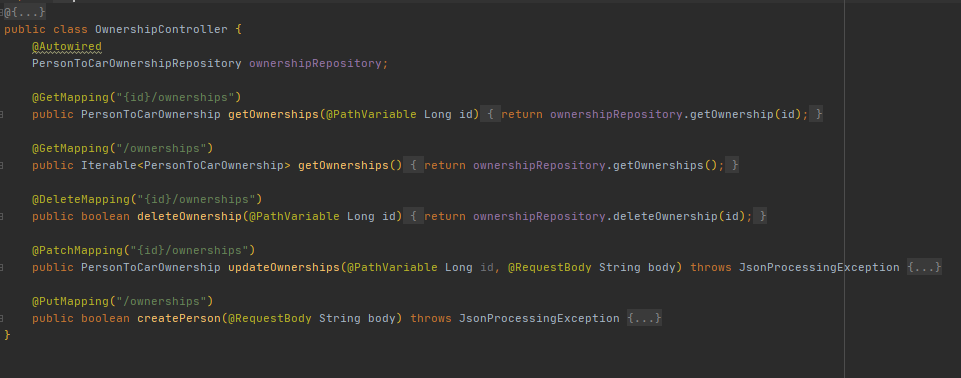 @{...}
public class OwnershipController {
@Autowired
PersonToCarOwnershipRepository ownershipRepository;
@GetMapping("{id}/ownerships")
public PersonToCarOwnership getOwnerships(@PathVariable Long id) { return ownershipRepository.getOwnership(id); }
@GetMapping("/ownerships")
public Iterable<PersonToCarOwnership> getOwnerships() { return ownershipRepository.getOwnerships(); }
@DeleteMapping("{id}/ownerships")
public boolean deleteOwnership(@PathVariable Long id) { return ownershipRepository.deleteOwnership(id); }
@PatchMapping("{id}/ownerships")
public PersonToCarOwnership updateOwnerships(@PathVariable Long id, @RequestBody String body) throws JsonProcessingException {...}
@PutMapping("/ownerships")
public boolean createPerson(@RequestBody String body) throws JsonProcessingException {...}
}